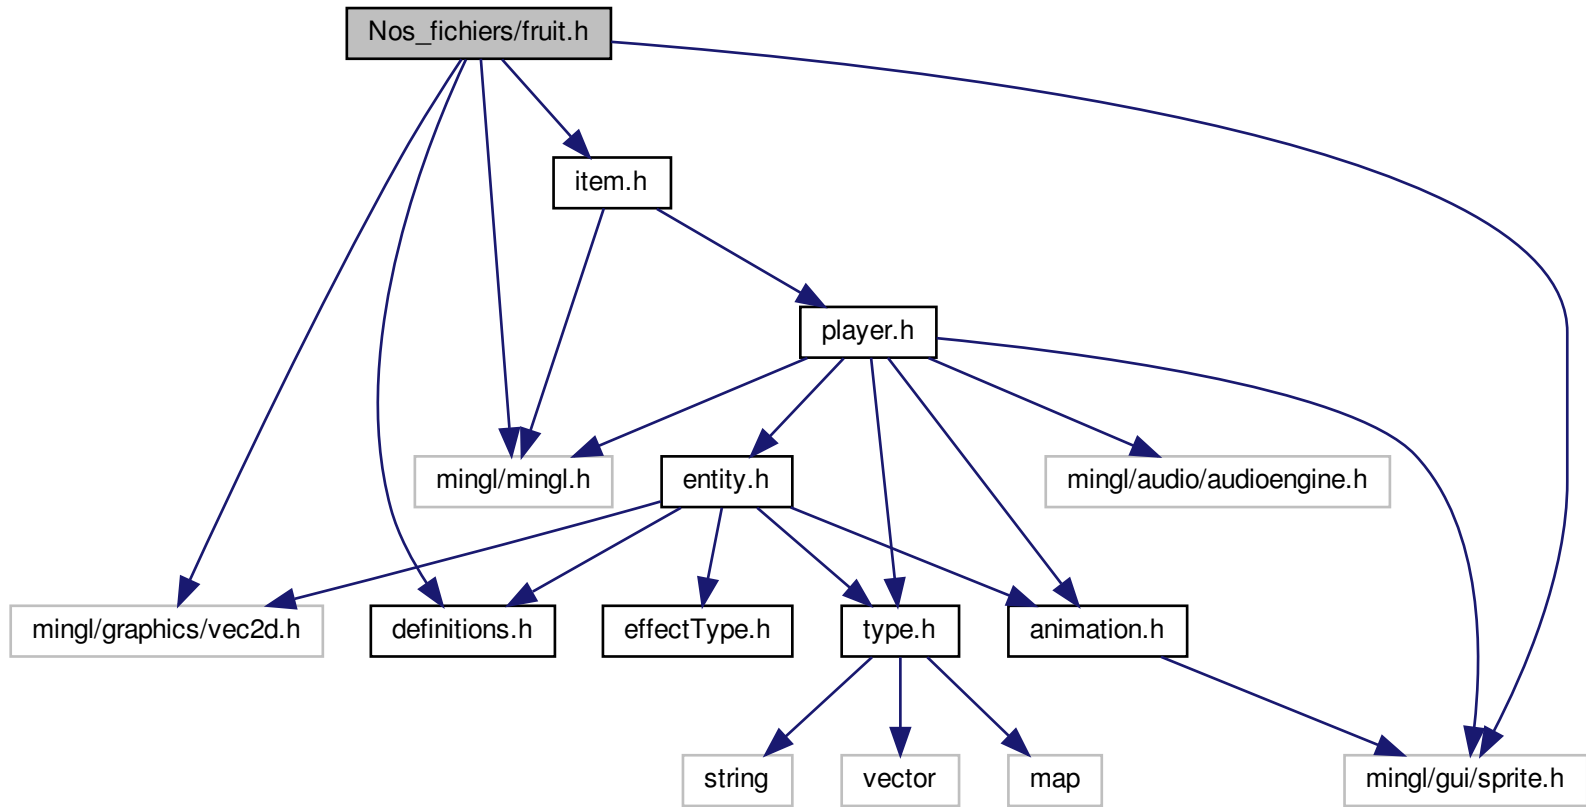 Nos_fichiers/fruit.h
item.h
player.h
mingl/mingl.h
entity.h
mingl/audio/audioengine.h
mingl/graphics/vec2d.h
definitions.h
effectType.h
type.h
animation.h
string
vector
map
mingl/gui/sprite.h